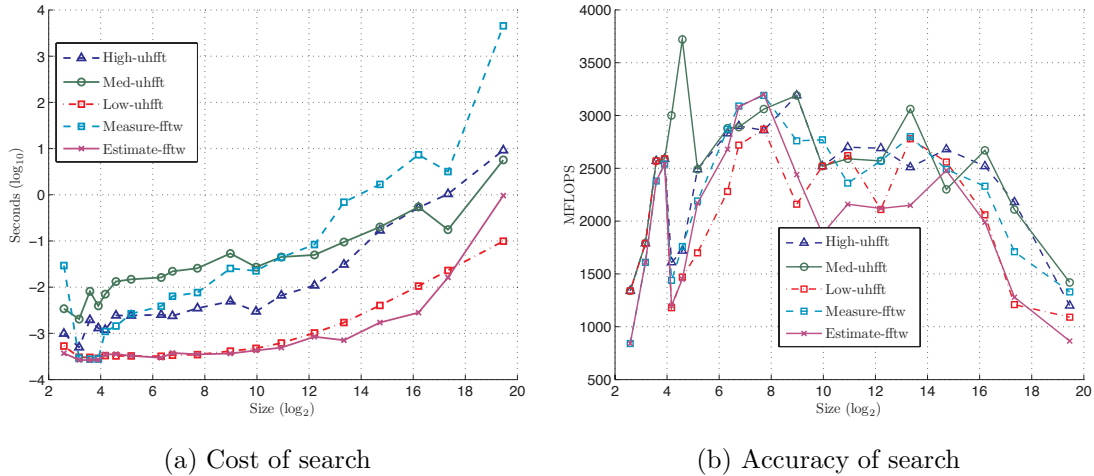 4
3
2
1
0
−1
−2
−3
−4
Seconds (log10)
2 4 6 8 10 12 14 16 18 20
Size (log2)
High-uhfft
Med-uhfft
Low-uhfft
Measure-fftw
Estimate-fftw
(a) Cost of search
4000
3500
3000
2500
2000
1500
1000
500
MFLOPS
2 4 6 8 10 12 14 16 18 20
Size (log2)
High-uhfft
Med-uhfft
Low-uhfft
Measure-fftw
Estimate-fftw
(b) Accuracy of search